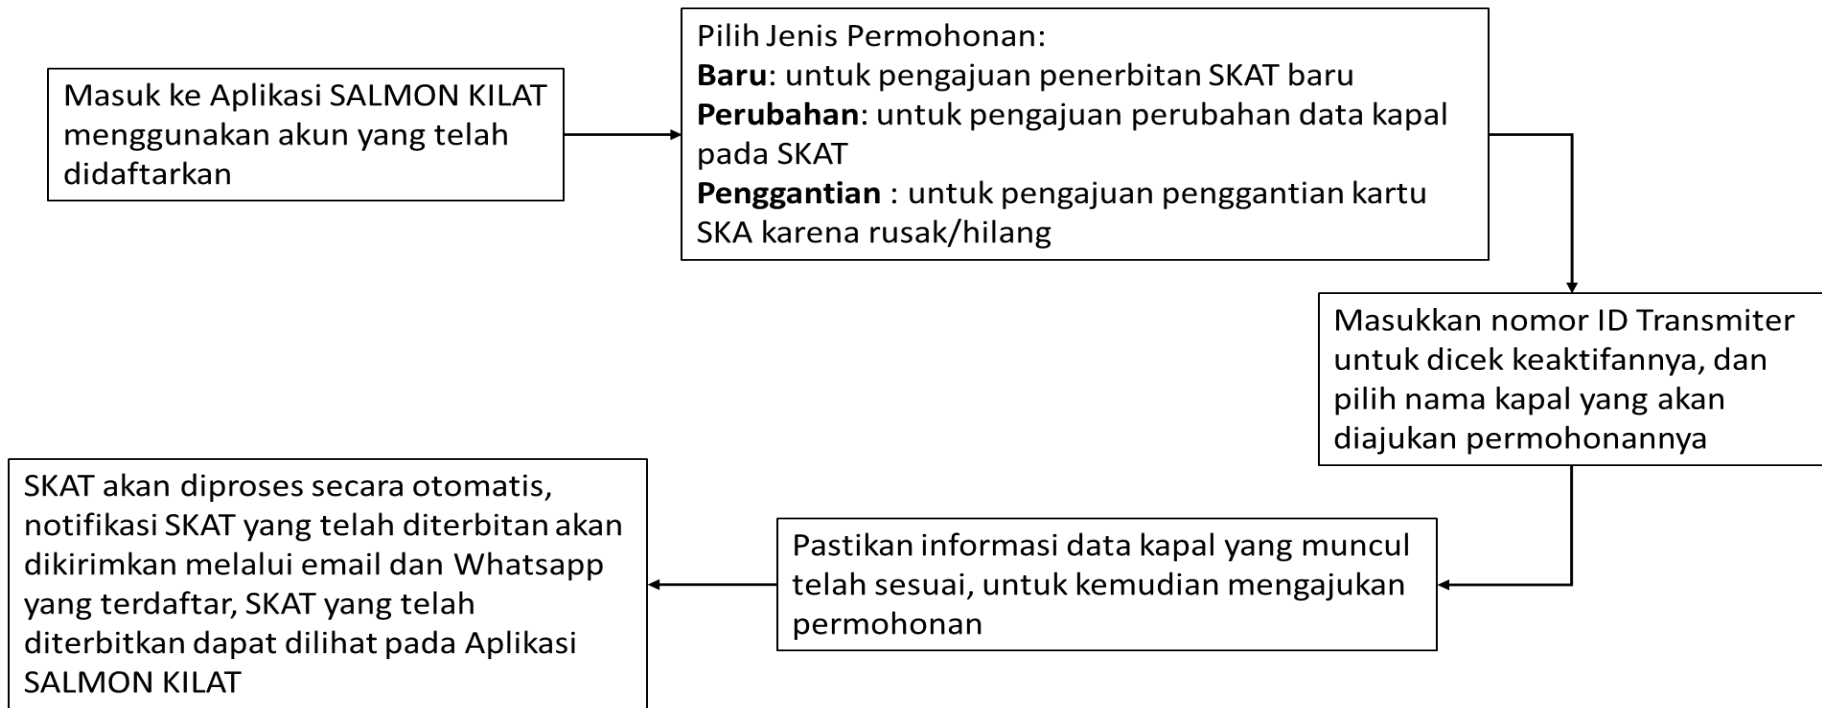 Masuk ke Aplikasi SALMON KILAT
menggunakan akun yang telah
didaftarkan
Pilih Jenis Permohonan:
Baru: untuk pengajuan penerbitan SKAT baru
Perubahan: untuk pengajuan perubahan data kapal
pada SKAT
Penggantian : untuk pengajuan penggantian kartu
SKA karena rusak/hilang
Masukkan nomor ID Transmiter
untuk dicek keaktifannya, dan
pilih nama kapal yang akan
diajukan permohonannya
Pastikan informasi data kapal yang muncul
telah sesuai, untuk kemudian mengajukan
permohonan
SKAT akan diproses secara otomatis,
notifikasi SKAT yang telah diterbitan akan
dikirimkan melalui email dan Whatsapp
yang terdaftar, SKAT yang telah
diterbitkan dapat dilihat pada Aplikasi
SALMON KILAT